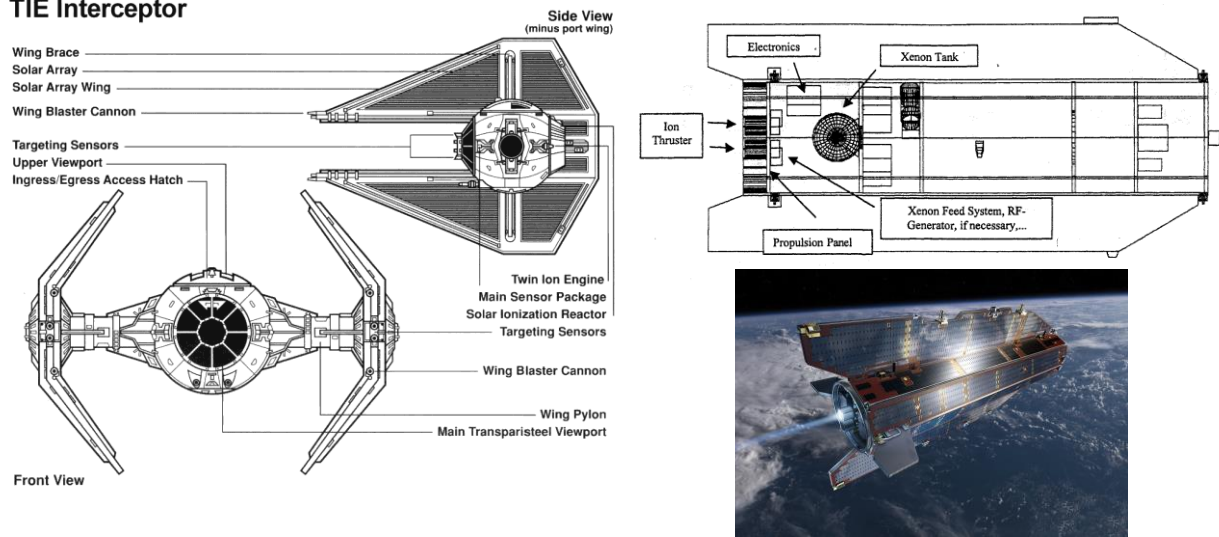 TIE Interceptor
Side View
(minus port wing)
Wing Brace
Solar Array
Solar Array Wing
Wing Blaster Cannon
Targeting Sensors
Upper Viewport
Ingress/Egress Access Hatch
Twin Ion Engine
Main Sensor Package
Solar Ionization Reactor
Targeting Sensors
Wing Blaster Cannon
Wing Pylon
Main Transparisteel Viewport
Front View
Electronics
Xenon Tank
Ion
Thruster
Xenon Feed System, RF-
Generator, if necessary,...
Propulsion Panel